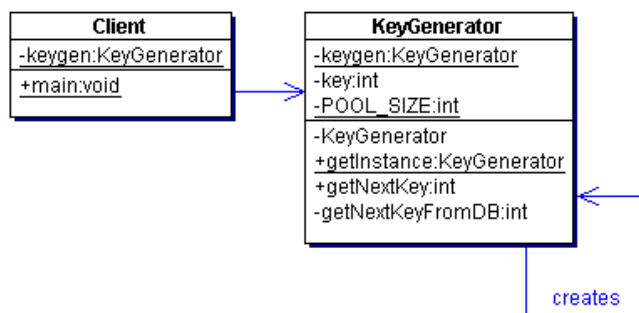 Client
-keygen:KeyGenerator
+main:void
KeyGenerator
-keygen:KeyGenerator
-key:int
-POOL_SIZE:int
-KeyGenerator
+getInstance:KeyGenerator
+getNextKey:int
-getNextKeyFromDB:int
creates